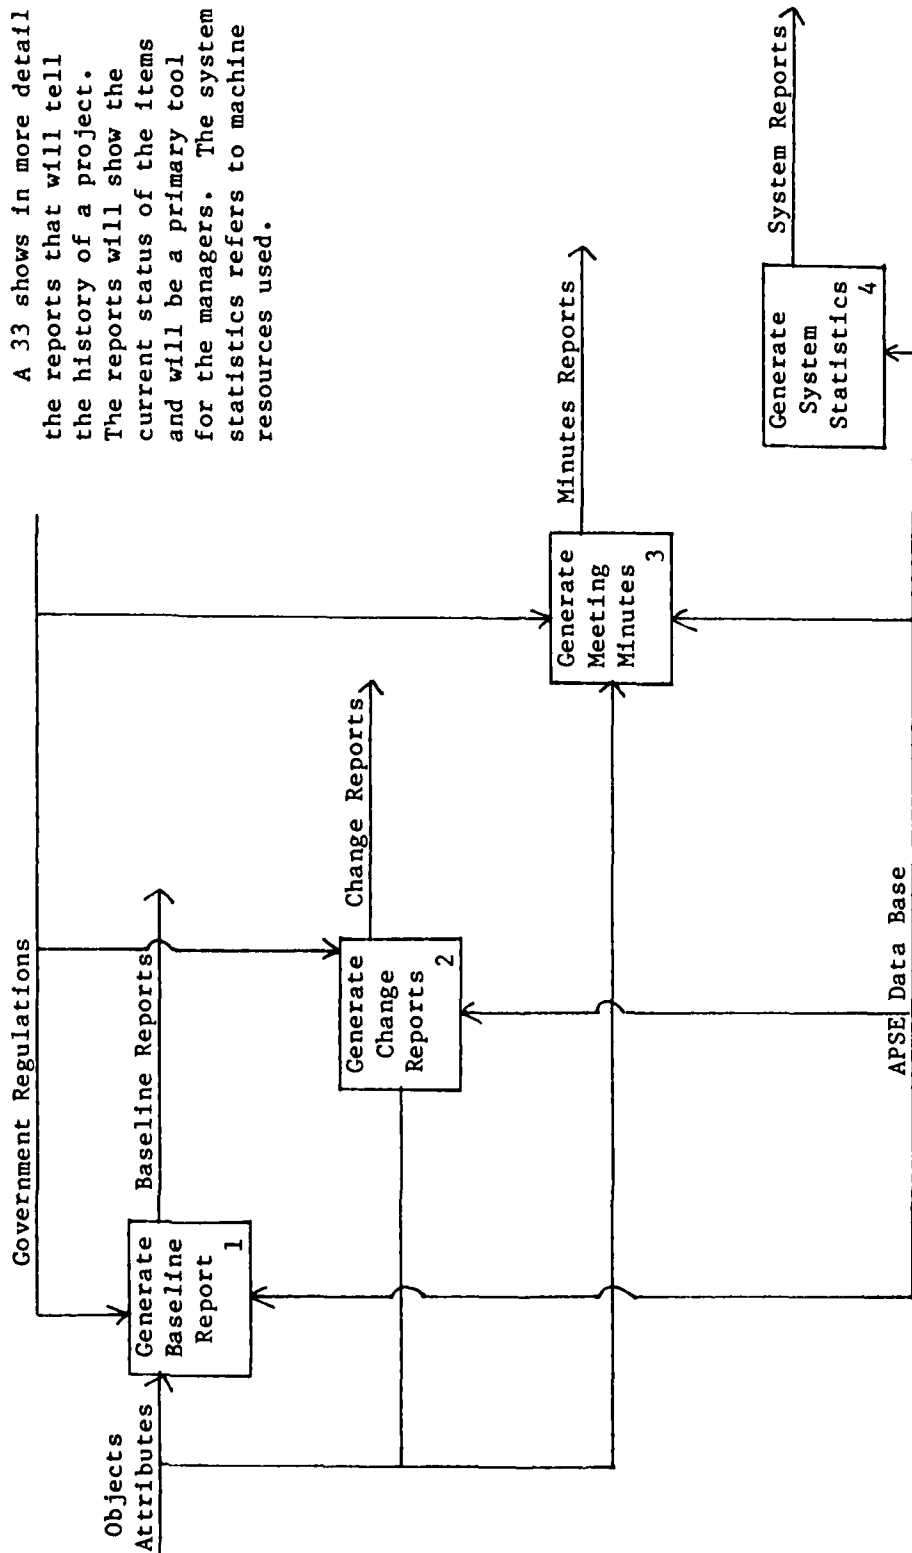 A 33 shows in more detail
the reports that will tell
the history of a project.
The reports will show the
current status of the items
and will be a primary tool
for the managers. The system
statistics refers to machine
resources used.
Government Regulations
Objects
Attributes
Generate
Baseline
Report
1
Baseline Reports
Generate
Change
Reports
2
Change Reports
Generate
Meeting
Minutes
3
Minutes Reports
Generate
System
Statistics
4
System Reports
APSE Data Base